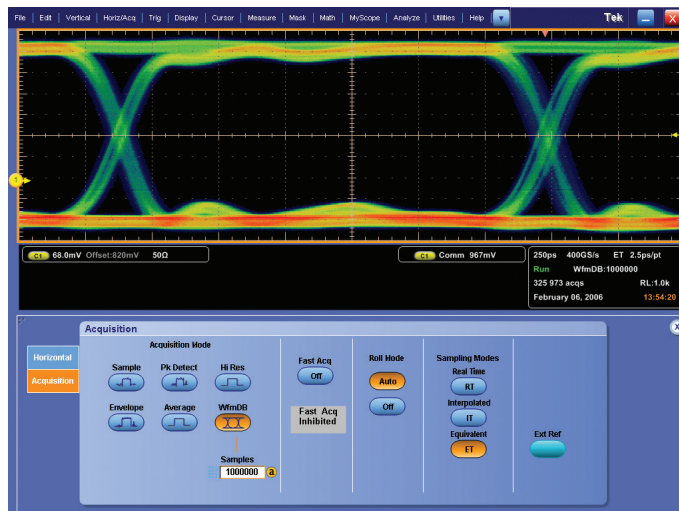 File | Edit | Vertical | Horiz/Acq | Trig | Display | Cursor | Measure | Mask | Math | MyScope | Analyze | Utilities | Help
Tek
X
1
C1 68.0mV Offset:820mV 50Ω
C1 Comm 967mV
250ps 400GS/s ET 2.5ps/pt
Run WfmDB:1000000
325 973 acqs RL:1.0k
February 06, 2006 13:54:20
X
Acquisition
Horizontal
Acquisition
Acquisition Mode
Sample Pk Detect Hi Res
Envelope Average WfmDB
Samples
1000000 a
Fast Acq
Off
Fast Acq
Inhibited
Roll Mode
Auto
Off
Sampling Modes
Real Time
RT
Interpolated
IT
Equivalent
ET
Ext Ref